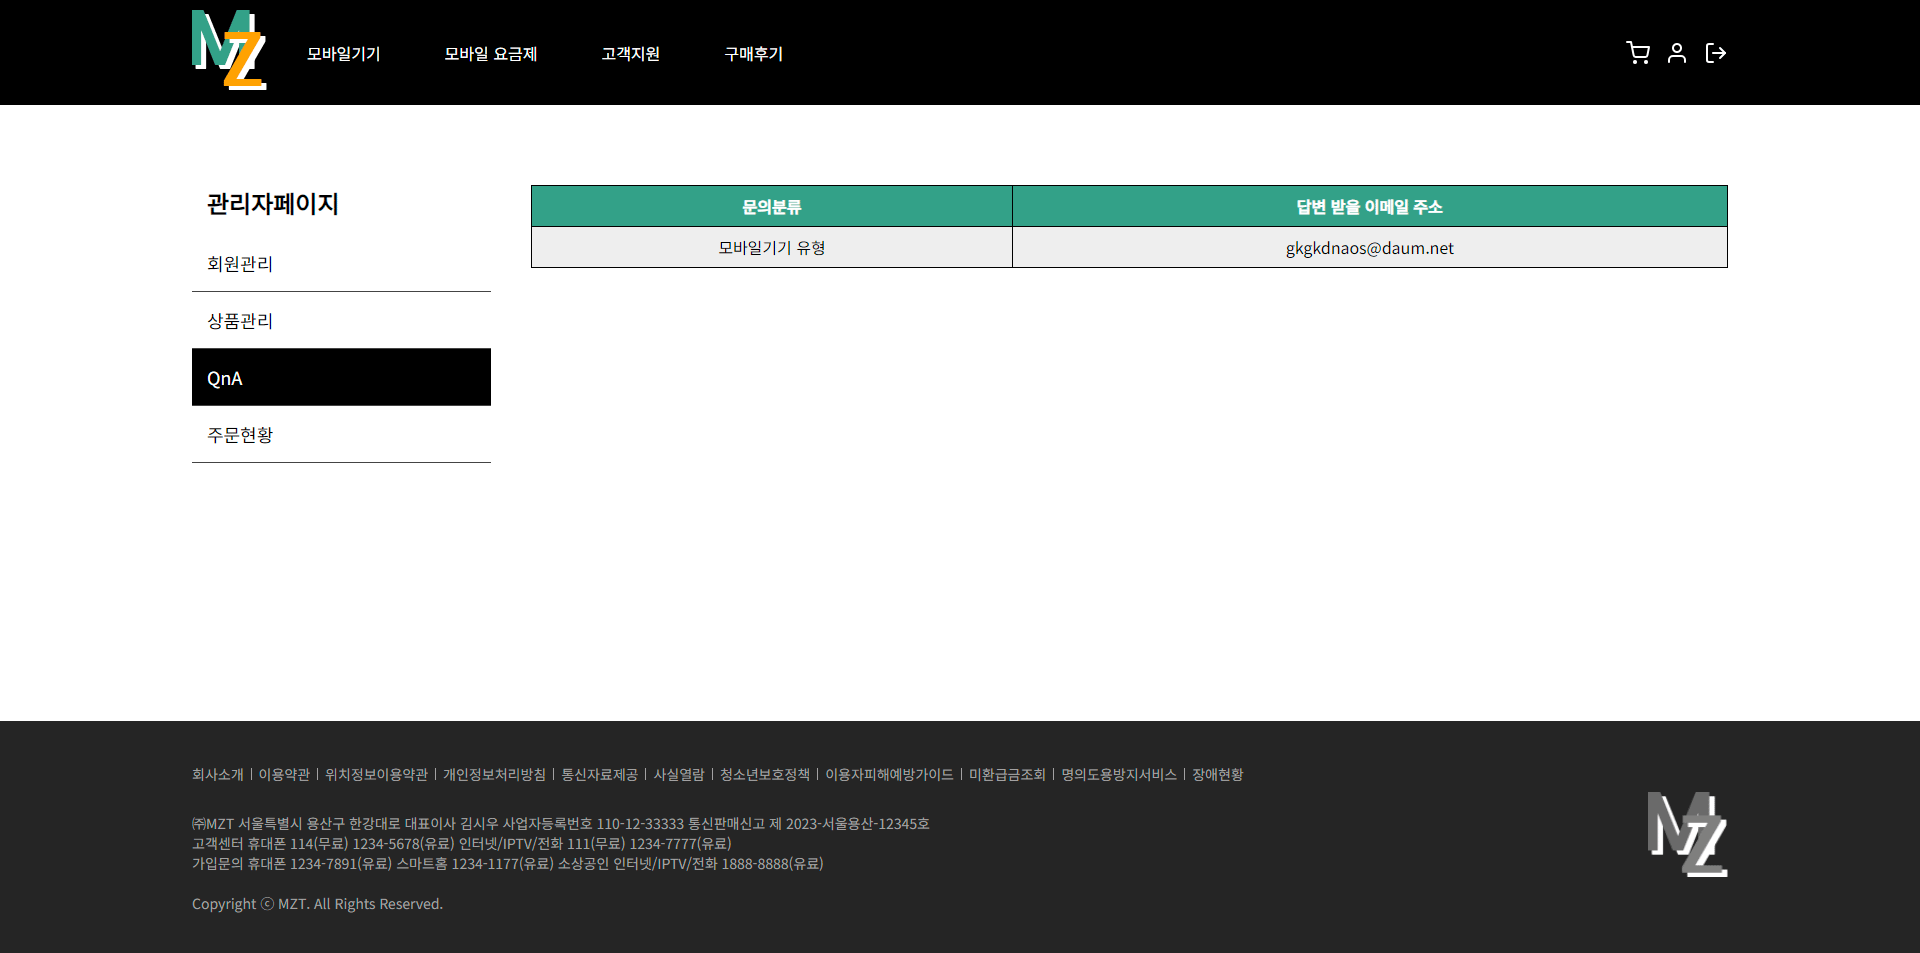 MZ
모바일기기 모바일 요금제 고객지원 구매후기
관리자페이지
회원관리
상품관리
QnA
주문현황
문의분류 답변 받을 이메일 주소
모바일기기 유형 gkgkdnaos@daum.net
회사소개 | 이용약관 | 위치정보이용약관 | 개인정보처리방침 | 통신자료제공 | 사실열람 | 청소년보호정책 | 이용자피해예방가이드 | 미환급금조회 | 명의도용방지서비스 | 장애현황
㈜MZT 서울특별시 용산구 한강대로 대표이사 김시우 사업자등록번호 110-12-33333 통신판매신고 제 2023-서울용산-12345호
고객센터 휴대폰 114(무료) 1234-5678(유료) 인터넷/IPTV/전화 111(무료) 1234-7777(유료)
가입문의 휴대폰 1234-7891(유료) 스마트홈 1234-1177(유료) 소상공인 인터넷/IPTV/전화 1888-8888(유료)
Copyright ⓒ MZT. All Rights Reserved.
MZ